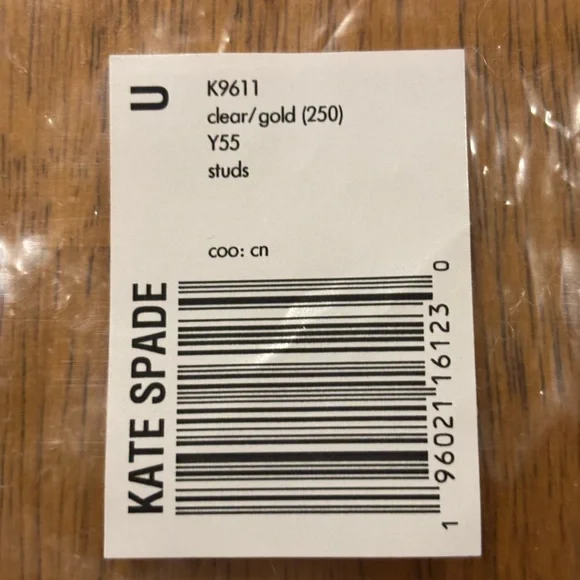 U
K9611
clear/gold (250)
Y55
studs
coo: cn
KATE SPADE
1 96021 16123 0